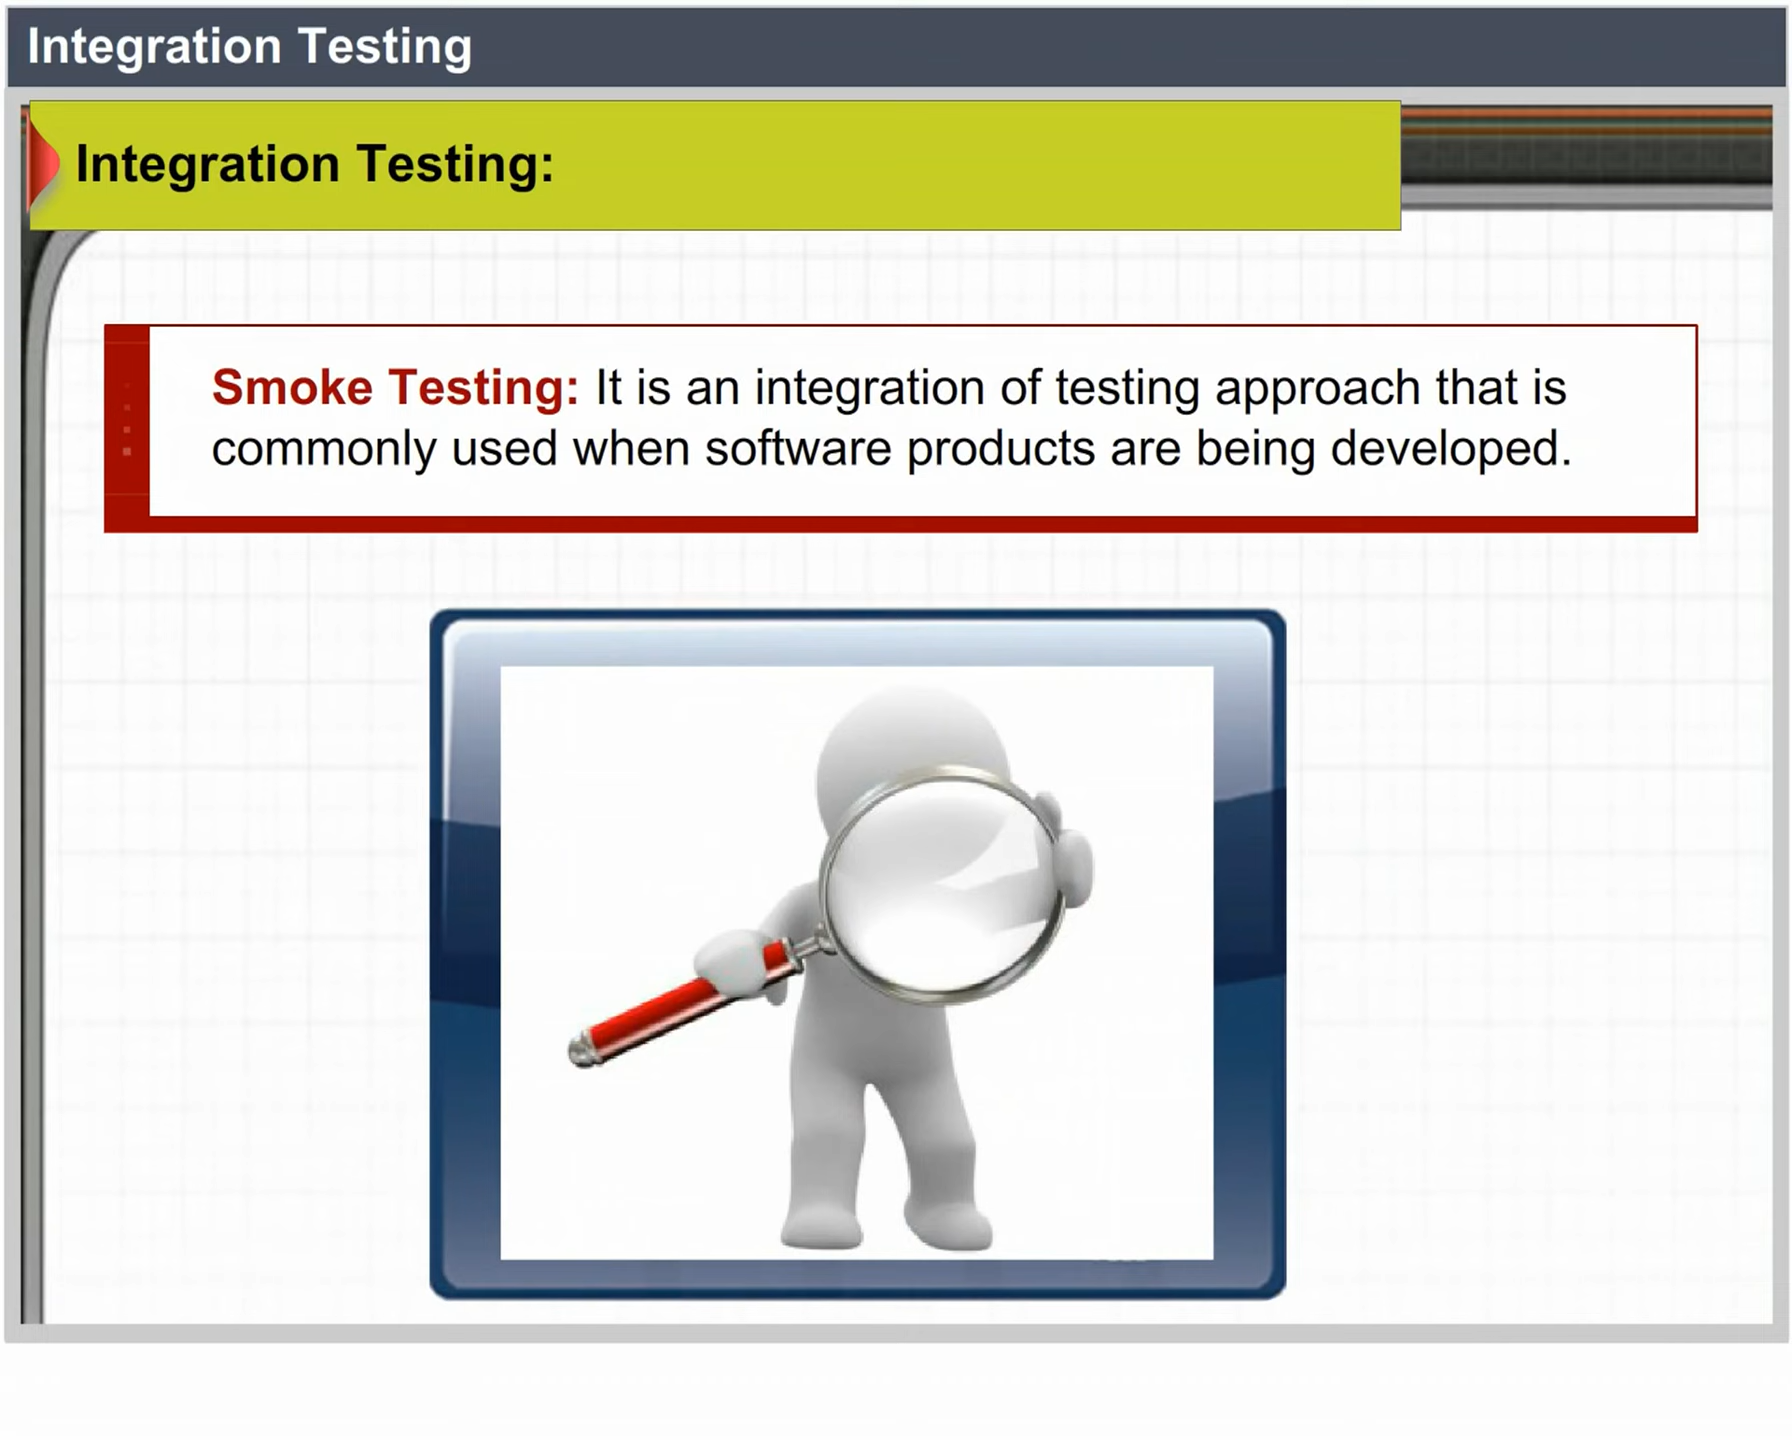 Integration Testing
Integration Testing:
Smoke Testing: It is an integration of testing approach that is
commonly used when software products are being developed.